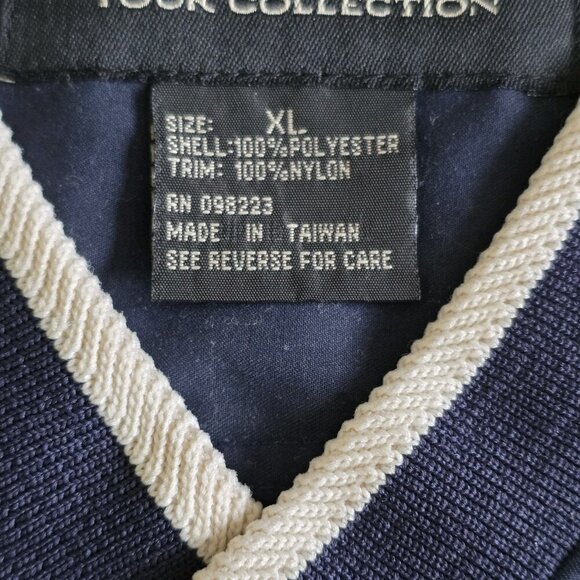 TOUR COLLECTION
SIZE: XL
SHELL:100%POLYESTER
TRIM: 100%NYLON
RN 098223
MADE IN TAIWAN
SEE REVERSE FOR CARE